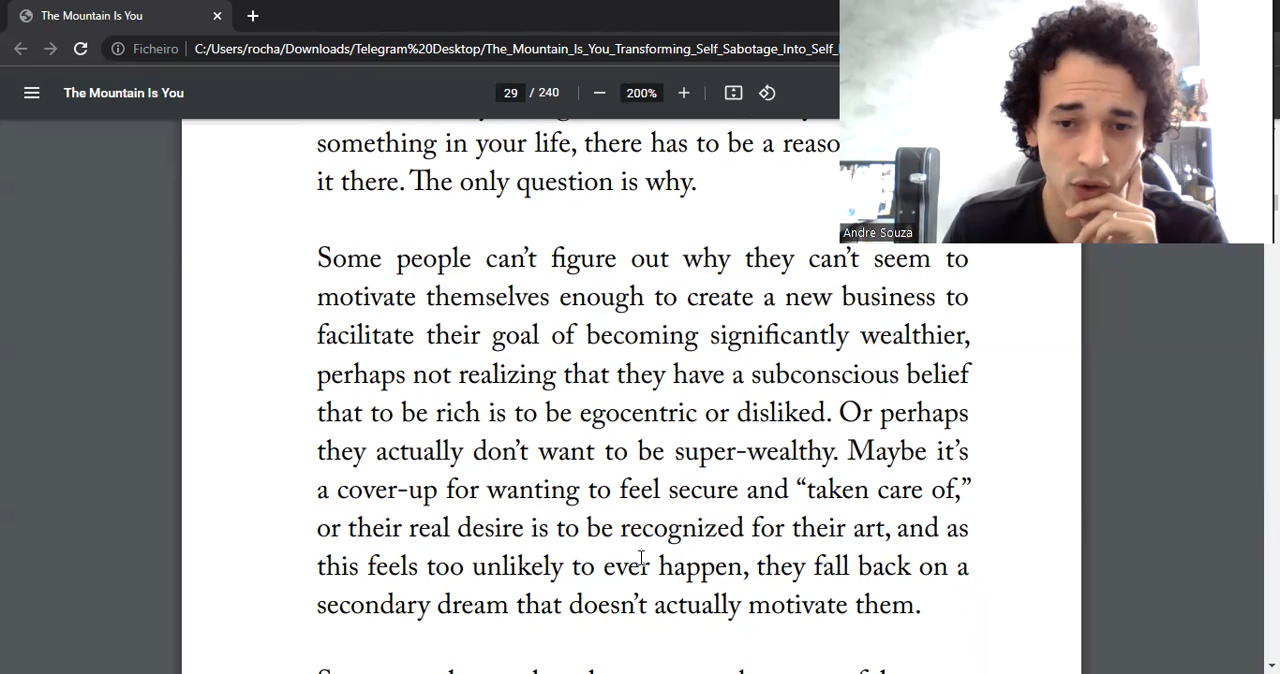 The Mountain Is You
Ficheiro
C:/Users/rocha/Downloads/Telegram%20Desktop/The_Mountain_Is_You_Transforming_Self_Sabotage_Into_Self_
The Mountain Is You
29 / 240
200%
something in your life, there has to be a reaso
it there. The only question is why.
Andre Souza
Some people can’t figure out why they can’t seem to
motivate themselves enough to create a new business to
facilitate their goal of becoming significantly wealthier,
perhaps not realizing that they have a subconscious belief
that to be rich is to be egocentric or disliked. Or perhaps
they actually don’t want to be super-wealthy. Maybe it’s
a cover-up for wanting to feel secure and “taken care of,”
or their real desire is to be recognized for their art, and as
this feels too unlikely to ever happen, they fall back on a
secondary dream that doesn’t actually motivate them.